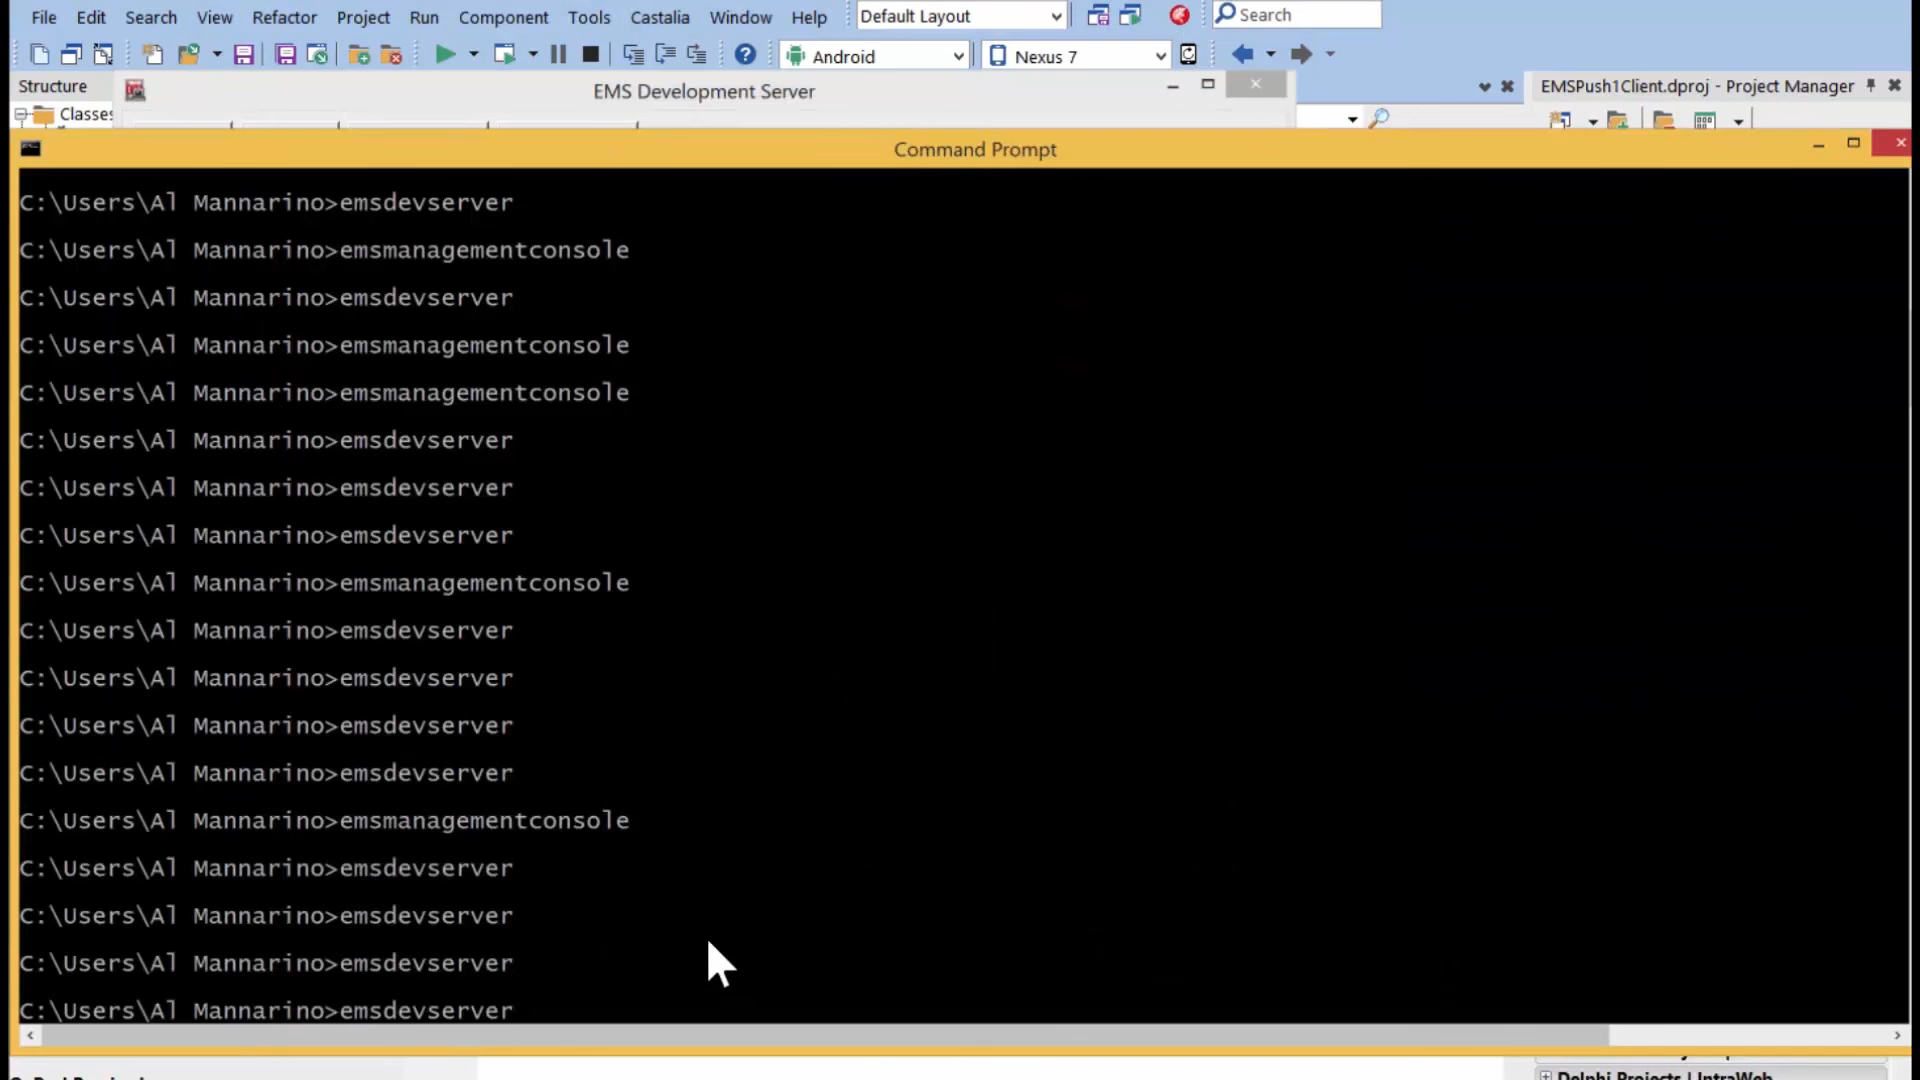 File Edit Search View Refactor Project Run Component Tools Castalia Window Help Default Layout Search
Android Nexus 7
Structure EMS Development Server EMSPush1Client.dproj - Project Manager
Classes
Command Prompt
C:\Users\Al Mannarino>emsdevserver
C:\Users\Al Mannarino>emsmanagementconsole
C:\Users\Al Mannarino>emsdevserver
C:\Users\Al Mannarino>emsmanagementconsole
C:\Users\Al Mannarino>emsmanagementconsole
C:\Users\Al Mannarino>emsdevserver
C:\Users\Al Mannarino>emsdevserver
C:\Users\Al Mannarino>emsdevserver
C:\Users\Al Mannarino>emsmanagementconsole
C:\Users\Al Mannarino>emsdevserver
C:\Users\Al Mannarino>emsdevserver
C:\Users\Al Mannarino>emsdevserver
C:\Users\Al Mannarino>emsdevserver
C:\Users\Al Mannarino>emsmanagementconsole
C:\Users\Al Mannarino>emsdevserver
C:\Users\Al Mannarino>emsdevserver
C:\Users\Al Mannarino>emsdevserver
C:\Users\Al Mannarino>emsdevserver
Delphi Projects | IntraWeb